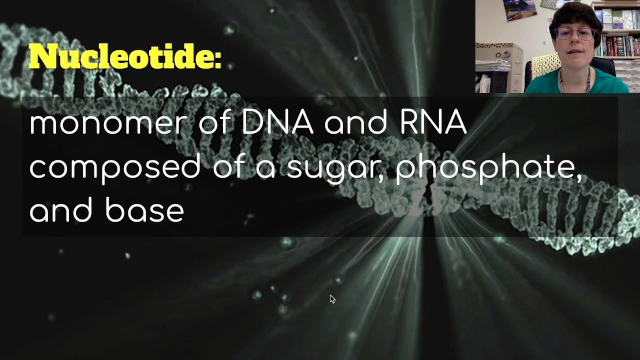 Nucleotide:
monomer of DNA and RNA
composed of a sugar, phosphate,
and base